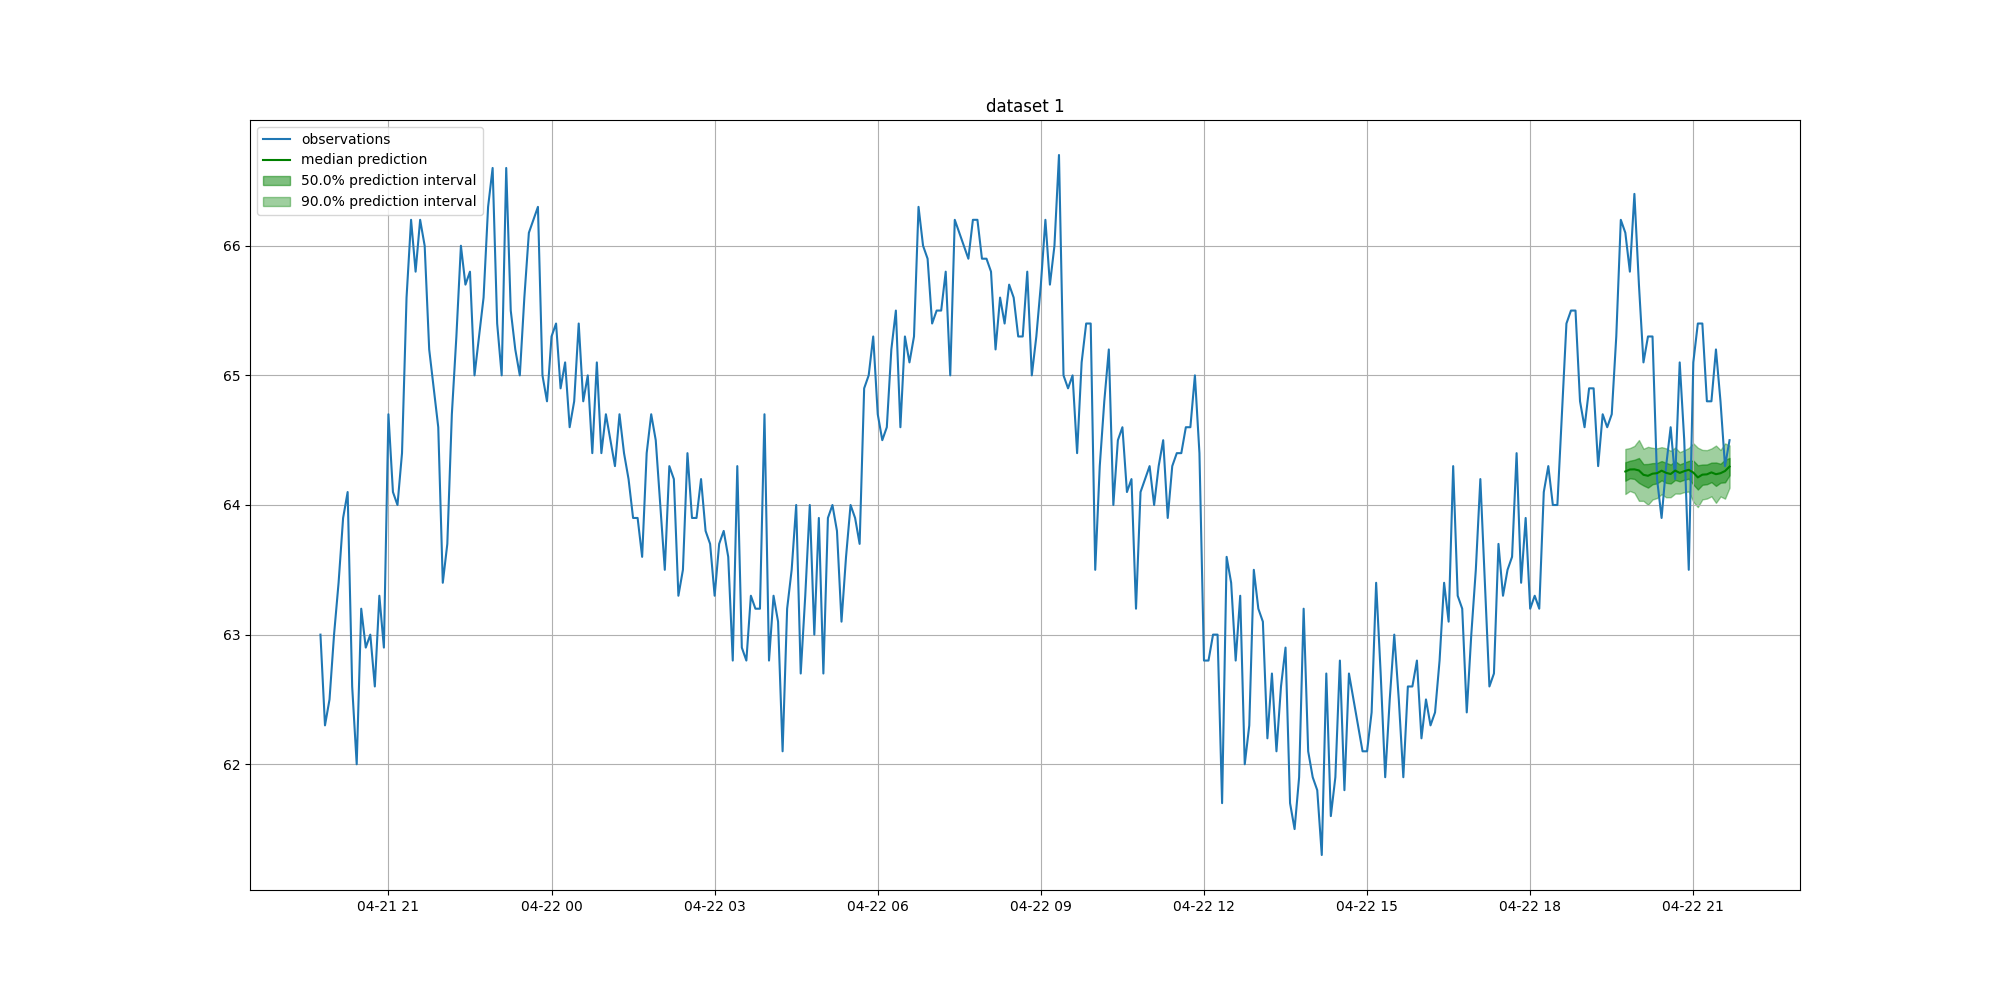 dataset 1
observations
median prediction
50.0% prediction interval
90.0% prediction interval
66
65
64
63
62
04-21 21
04-22 00
04-22 03
04-22 06
04-22 09
04-22 12
04-22 15
04-22 18
04-22 21